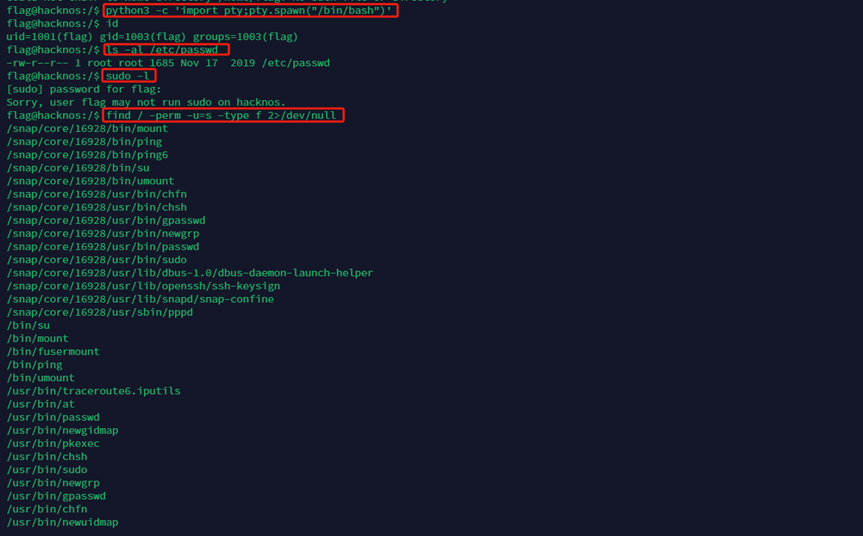 flag@hacknos:/$ python3 -c 'import pty;pty.spawn("/bin/bash")'
flag@hacknos:/$ id
uid=1001(flag) gid=1003(flag) groups=1003(flag)
flag@hacknos:/$ ls -al /etc/passwd
-rw-r--r-- 1 root root 1685 Nov 17  2019 /etc/passwd
flag@hacknos:/$ sudo -l
[sudo] password for flag:
Sorry, user flag may not run sudo on hacknos.
flag@hacknos:/$ find / -perm -u=s -type f 2>/dev/null
/snap/core/16928/bin/mount
/snap/core/16928/bin/ping
/snap/core/16928/bin/ping6
/snap/core/16928/bin/su
/snap/core/16928/bin/umount
/snap/core/16928/usr/bin/chfn
/snap/core/16928/usr/bin/chsh
/snap/core/16928/usr/bin/gpasswd
/snap/core/16928/usr/bin/newgrp
/snap/core/16928/usr/bin/passwd
/snap/core/16928/usr/bin/sudo
/snap/core/16928/usr/lib/dbus-1.0/dbus-daemon-launch-helper
/snap/core/16928/usr/lib/openssh/ssh-keysign
/snap/core/16928/usr/lib/snapd/snap-confine
/snap/core/16928/usr/sbin/pppd
/bin/su
/bin/mount
/bin/fusermount
/bin/ping
/bin/umount
/usr/bin/traceroute6.iputils
/usr/bin/at
/usr/bin/passwd
/usr/bin/newgidmap
/usr/bin/pkexec
/usr/bin/chsh
/usr/bin/sudo
/usr/bin/newgrp
/usr/bin/gpasswd
/usr/bin/chfn
/usr/bin/newuidmap